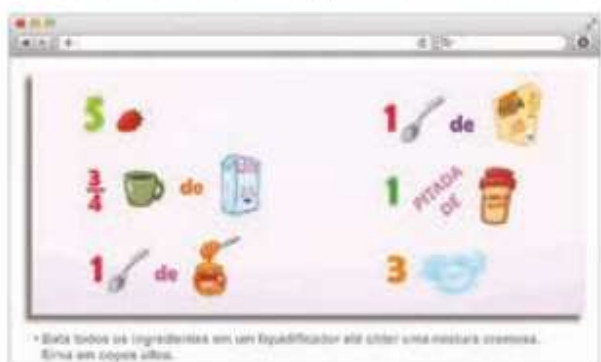 5
3/4 de
1 de
1 de
1 PITADA DE
3
• Bata todos os ingredientes em um liquidificador até obter uma mistura cremosa.
Sirva em copos altos.